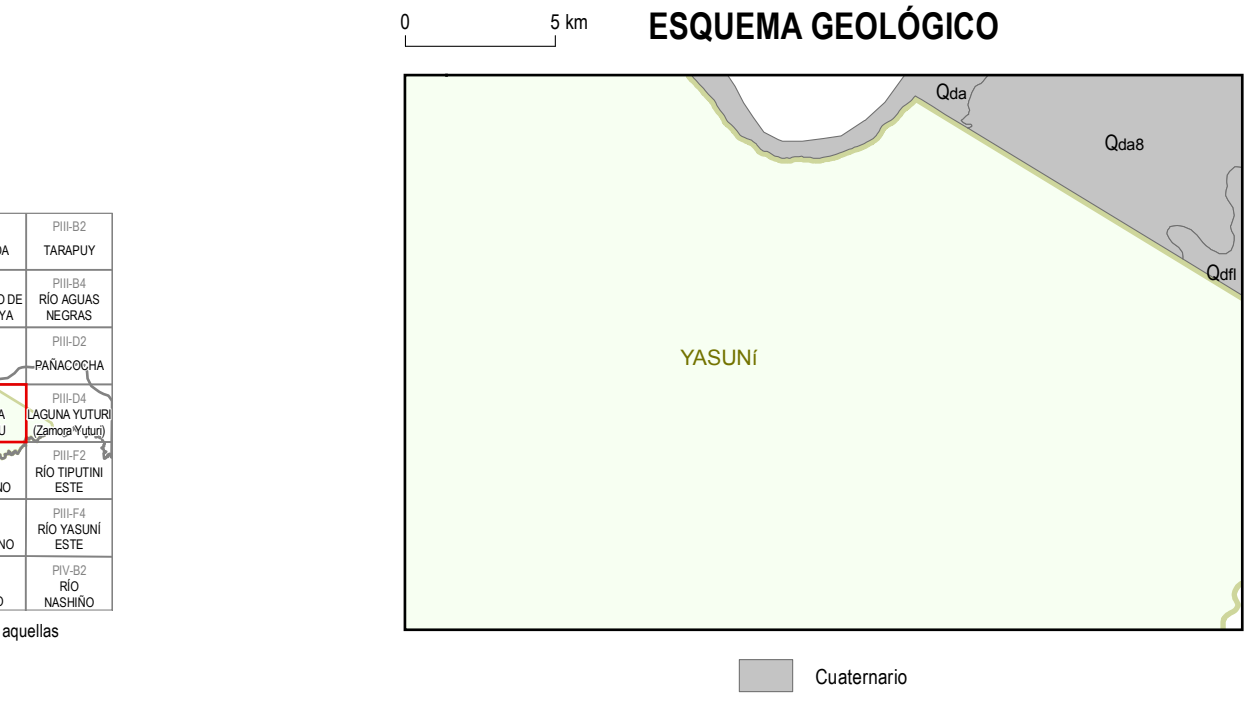 0 5 km
ESQUEMA GEOLÓGICO
Qda
Qda8
Qdfl
YASUNí
Cuaternario
PIII-B2
DA TARAPUY
PIII-B4
O DE RÍO AGUAS
YA NEGRAS
PIII-D2
PAÑACOCHA
PIII-D4
A LAGUNA YUTURI
U (Zamora Yuturi)
PIII-F2
RÍO TIPUTINI
NO ESTE
PIII-F4
RÍO YASUNÍ
NO ESTE
PIV-B2
RÍO
O NASHIÑO
aquellas